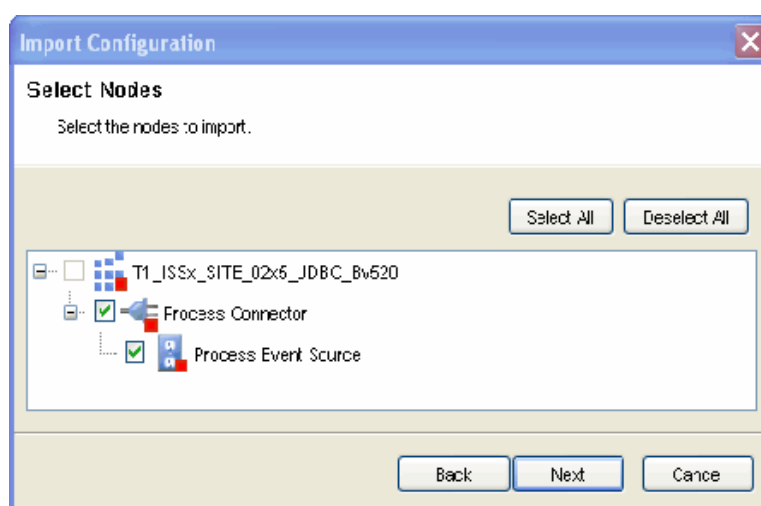 Import Configuration
Select Nodes
Select the nodes to import.
Select All Deselect All
T1_ISSx_SITE_02x5_JDBC_Bv520
Process Connector
Process Event Source
Back Next Cance